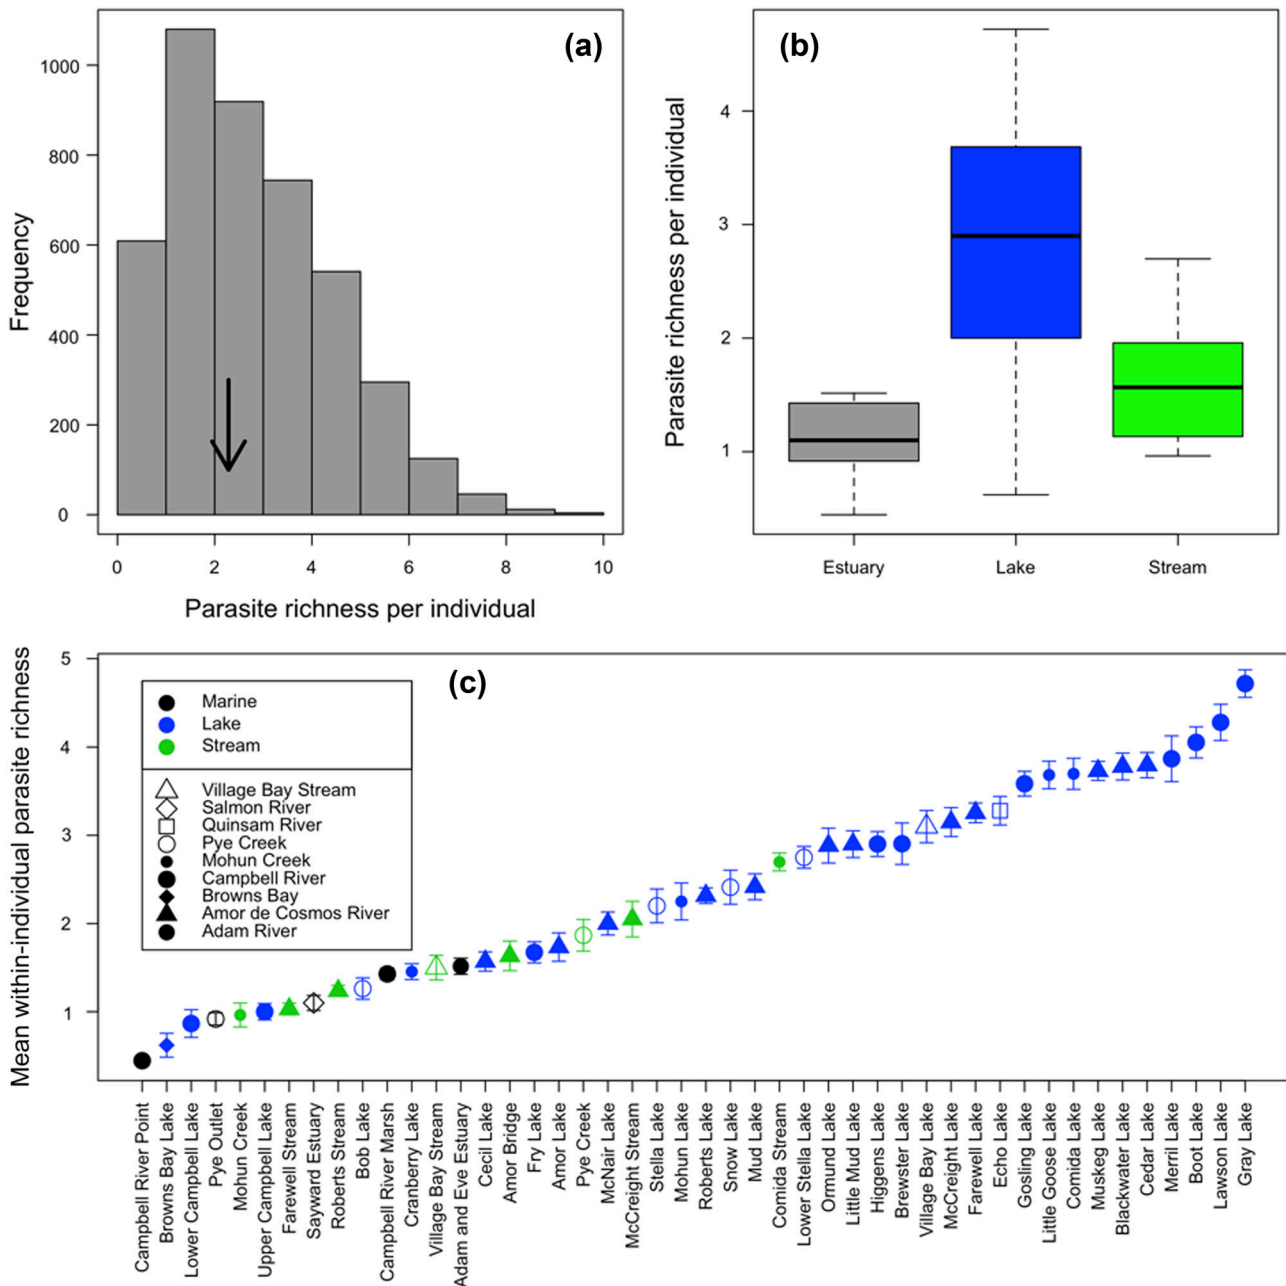 (a)
1000
800
600
400
200
0
Frequency
0 2 4 6 8 10
Parasite richness per individual
(b)
4
3
2
1
Parasite richness per individual
Estuary Lake Stream
(c)
5
4
3
2
1
Mean within-individual parasite richness
Marine
Lake
Stream
Village Bay Stream
Salmon River
Quinsam River
Pye Creek
Mohun Creek
Campbell River
Browns Bay
Amor de Cosmos River
Adam River
Campbell River Point
Browns Bay Lake
Lower Campbell Lake
Pye Outlet
Mohun Creek
Upper Campbell Lake
Farewell Stream
Sayward Estuary
Roberts Stream
Bob Lake
Campbell River Marsh
Cranberry Lake
Village Bay Stream
Adam and Eve Estuary
Cecil Lake
Amor Bridge
Fry Lake
Amor Lake
Pye Creek
McNair Lake
McCreight Stream
Stella Lake
Mohun Lake
Roberts Lake
Snow Lake
Mud Lake
Comida Stream
Lower Stella Lake
Ormund Lake
Little Mud Lake
Higgens Lake
Brewster Lake
Village Bay Lake
McCreight Lake
Farewell Lake
Echo Lake
Gosling Lake
Little Goose Lake
Comida Lake
Muskeg Lake
Blackwater Lake
Cedar Lake
Merril Lake
Boot Lake
Lawson Lake
Gray Lake